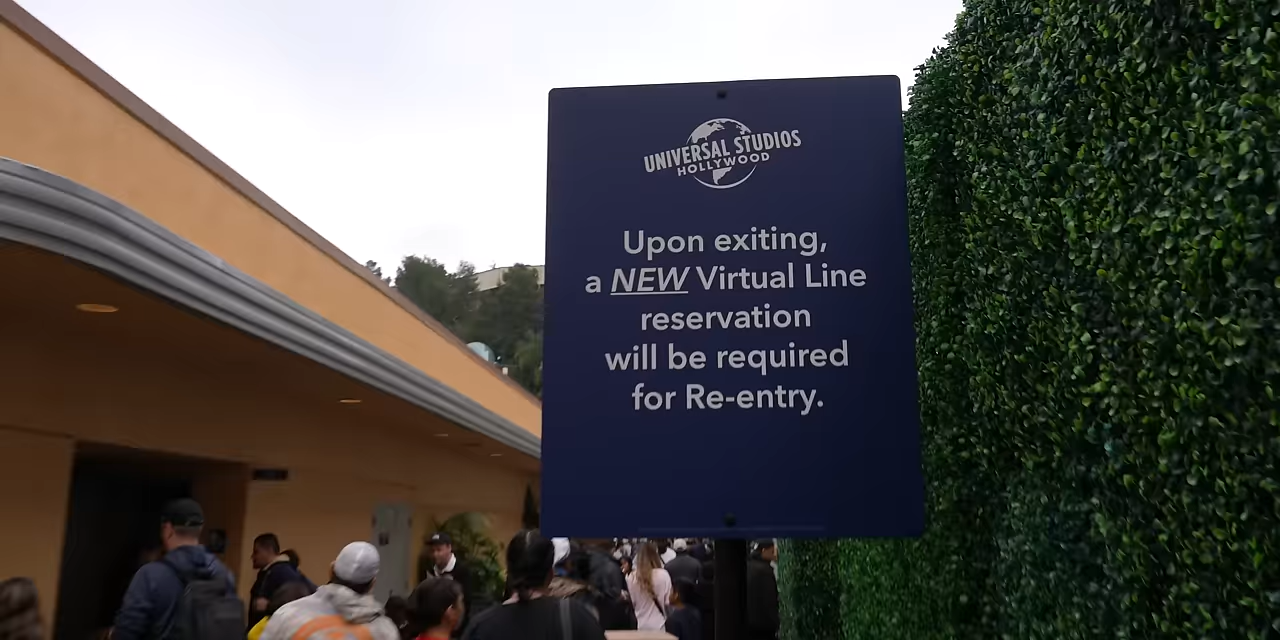 UNIVERSAL STUDIOS
HOLLYWOOD
Upon exiting,
a NEW Virtual Line
reservation
will be required
for Re-entry.